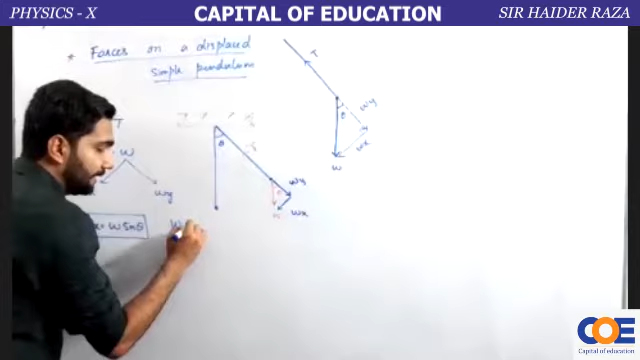 PHYSICS - X
CAPITAL OF EDUCATION
SIR HAIDER RAZA
* Forces on a displaced
simple pendulum
T
Wy
θ
Wx
W
T
W
Wy
θ
Wy
Wx
W
= W Sinθ
W
COE
Capital of education